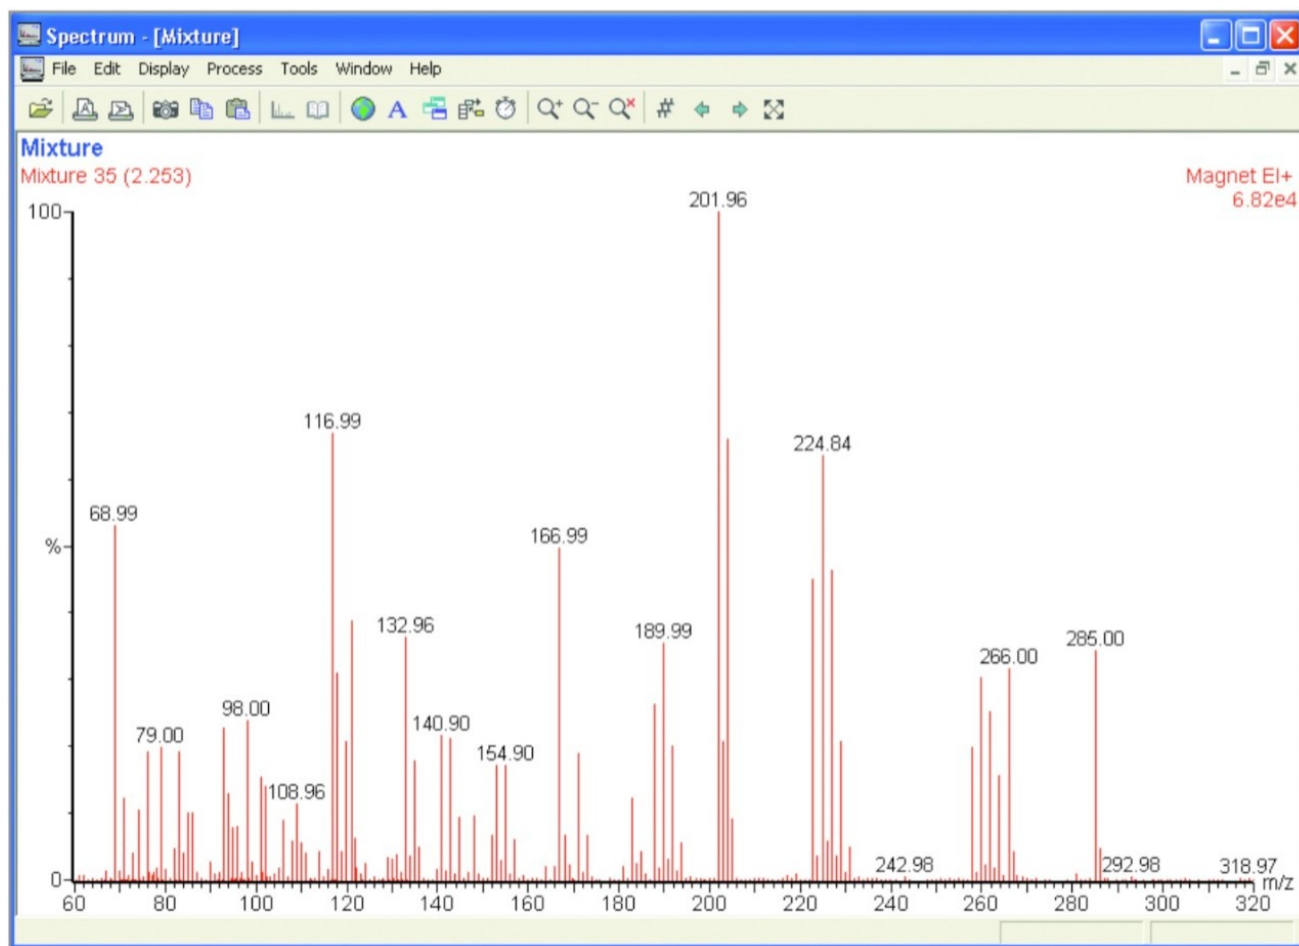 Spectrum - [Mixture]
File Edit Display Process Tools Window Help
A A
Mixture
Mixture 35 (2.253)
Magnet EI+
6.82e4
201.96
100
116.99
224.84
68.99
%
166.99
132.96
189.99
285.00
266.00
98.00
140.90
79.00
154.90
108.96
242.98
292.98
318.97
0
m/z
60 80 100 120 140 160 180 200 220 240 260 280 300 320